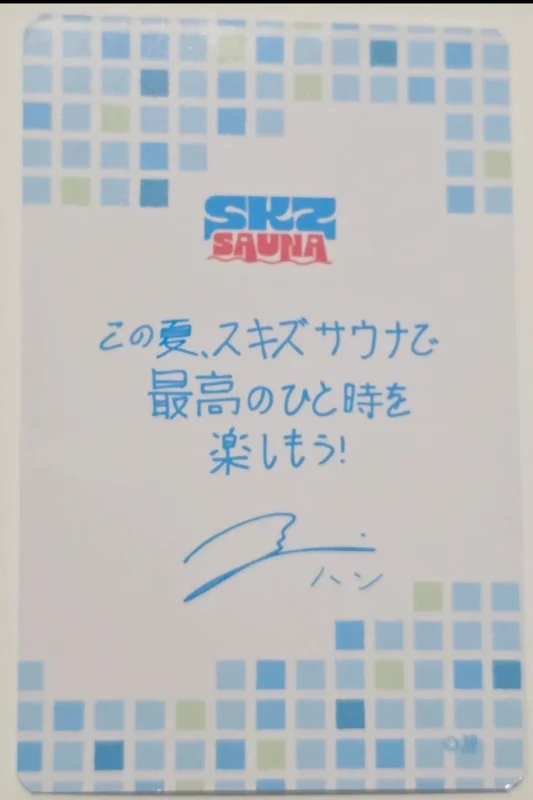 SKZ
SAUNA
この夏、スキズサウナで
最高のひと時を
楽しもう!
ハン